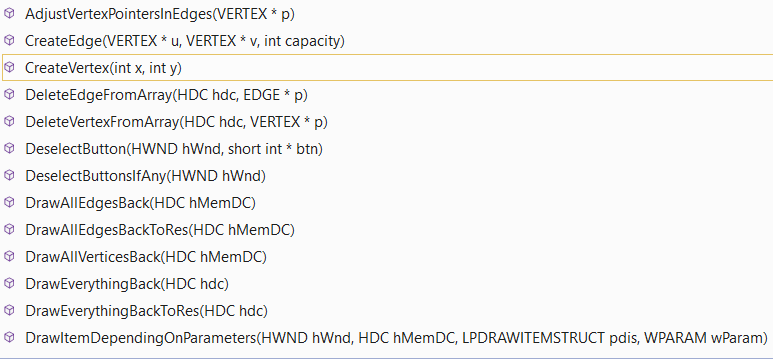 AdjustVertexPointersInEdges(VERTEX * p)
CreateEdge(VERTEX * u, VERTEX * v, int capacity)
CreateVertex(int x, int y)
DeleteEdgeFromArray(HDC hdc, EDGE * p)
DeleteVertexFromArray(HDC hdc, VERTEX * p)
DeselectButton(HWND hWnd, short int * btn)
DeselectButtonsIfAny(HWND hWnd)
DrawAllEdgesBack(HDC hMemDC)
DrawAllEdgesBackToRes(HDC hMemDC)
DrawAllVerticesBack(HDC hMemDC)
DrawEverythingBack(HDC hdc)
DrawEverythingBackToRes(HDC hdc)
DrawItemDependingOnParameters(HWND hWnd, HDC hMemDC, LPDRAWITEMSTRUCT pdis, WPARAM wParam)